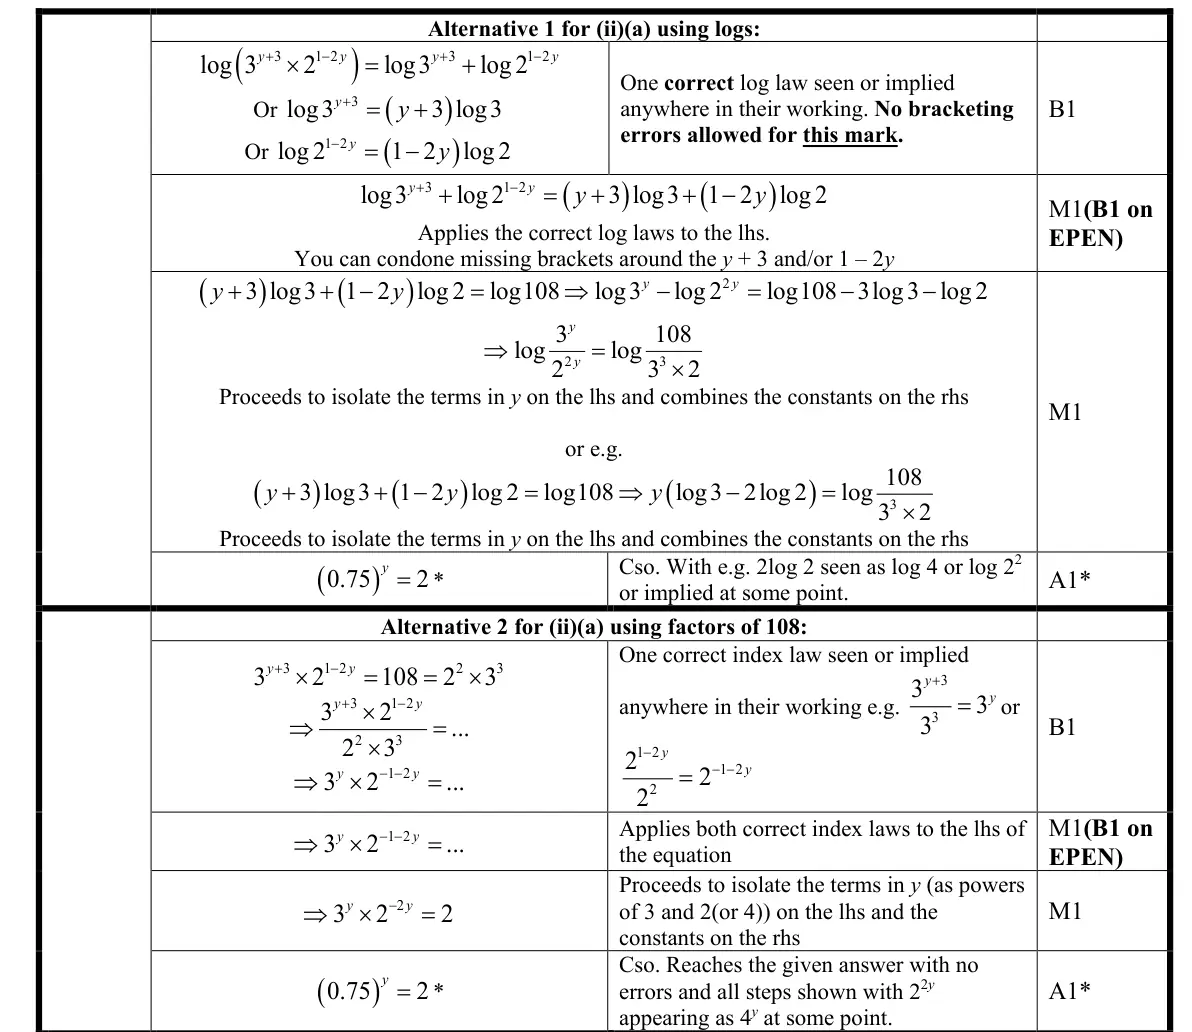 Alternative 1 for (ii)(a) using logs:
log(3^{y+3} × 2^{1−2y}) = log 3^{y+3} + log 2^{1−2y}
Or log 3^{y+3} = (y + 3) log 3
Or log 2^{1−2y} = (1 − 2y) log 2
One correct log law seen or implied
anywhere in their working. No bracketing
errors allowed for this mark.
B1
log 3^{y+3} + log 2^{1−2y} = (y + 3) log 3 + (1 − 2y) log 2
Applies the correct log laws to the lhs.
You can condone missing brackets around the y + 3 and/or 1 – 2y
M1(B1 on
EPEN)
(y + 3) log 3 + (1 − 2y) log 2 = log 108 ⇒ log 3^y − log 2^{2y} = log 108 − 3 log 3 − log 2
⇒ log \frac{3^y}{2^{2y}} = log \frac{108}{3^3 × 2}
Proceeds to isolate the terms in y on the lhs and combines the constants on the rhs
or e.g.
(y + 3) log 3 + (1 − 2y) log 2 = log 108 ⇒ y (log 3 − 2 log 2) = log \frac{108}{3^3 × 2}
Proceeds to isolate the terms in y on the lhs and combines the constants on the rhs
M1
(0.75)^y = 2 *
Cso. With e.g. 2log 2 seen as log 4 or log 2^2
or implied at some point.
A1*
Alternative 2 for (ii)(a) using factors of 108:
3^{y+3} × 2^{1−2y} = 108 = 2^2 × 3^3
⇒ \frac{3^{y+3} × 2^{1−2y}}{2^2 × 3^3} = ...
⇒ 3^y × 2^{−1−2y} = ...
One correct index law seen or implied
anywhere in their working e.g. \frac{3^{y+3}}{3^3} = 3^y or
\frac{2^{1−2y}}{2^2} = 2^{−1−2y}
B1
⇒ 3^y × 2^{−1−2y} = ...
Applies both correct index laws to the lhs of
the equation
M1(B1 on
EPEN)
⇒ 3^y × 2^{−2y} = 2
Proceeds to isolate the terms in y (as powers
of 3 and 2(or 4)) on the lhs and the
constants on the rhs
M1
(0.75)^y = 2 *
Cso. Reaches the given answer with no
errors and all steps shown with 2^{2y}
appearing as 4^y at some point.
A1*